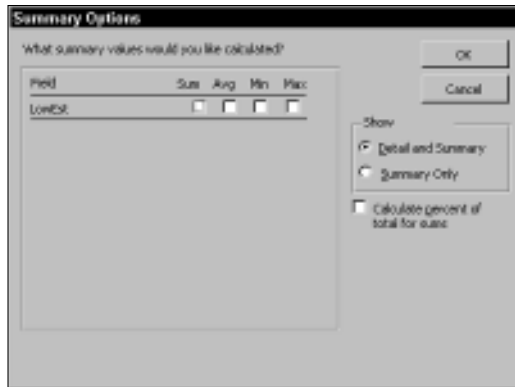 Summary Options
What summary values would you like calculated?
OK
Cancel
Field Sum Avg Min Max
LowEst
Show
Detail and Summary
Summary Only
Calculate percent of
total for sums